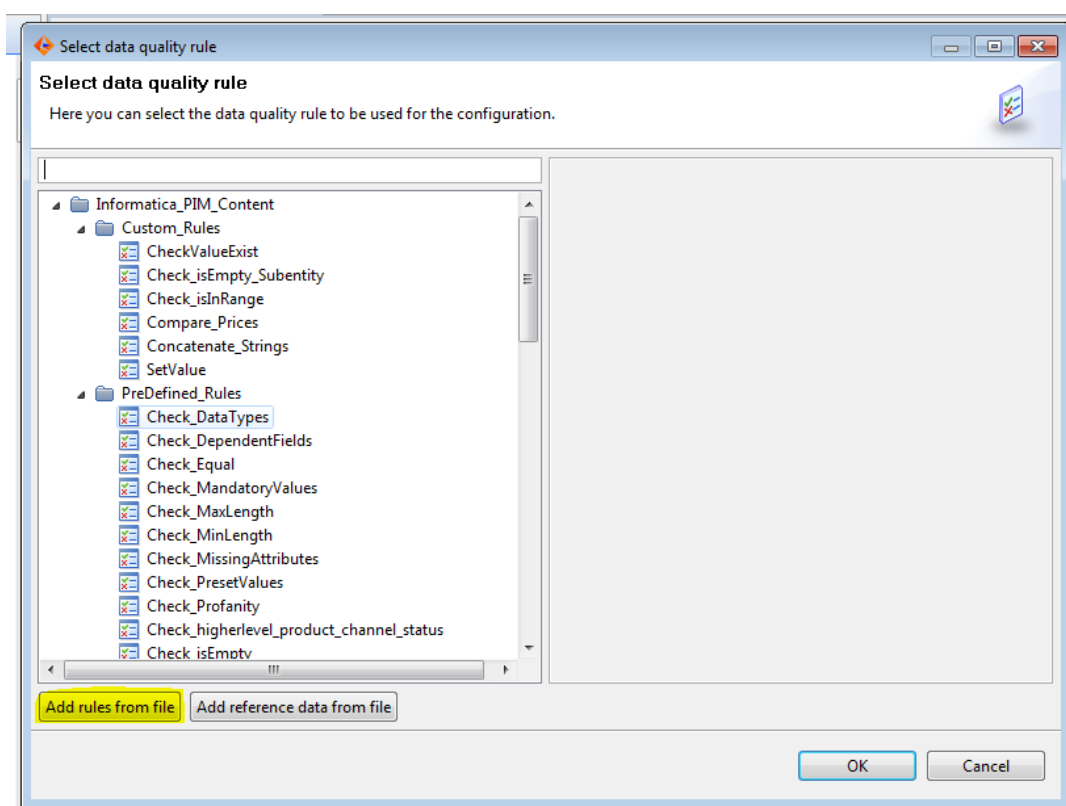 Select data quality rule
Select data quality rule
Here you can select the data quality rule to be used for the configuration.
Informatica_PIM_Content
Custom_Rules
CheckValueExist
Check_isEmpty_Subentity
Check_isInRange
Compare_Prices
Concatenate_Strings
SetValue
PreDefined_Rules
Check_DataTypes
Check_DependentFields
Check_Equal
Check_MandatoryValues
Check_MaxLength
Check_MinLength
Check_MissingAttributes
Check_PresetValues
Check_Profanity
Check_higherlevel_product_channel_status
Check_isEmpty
Add rules from file Add reference data from file
OK Cancel